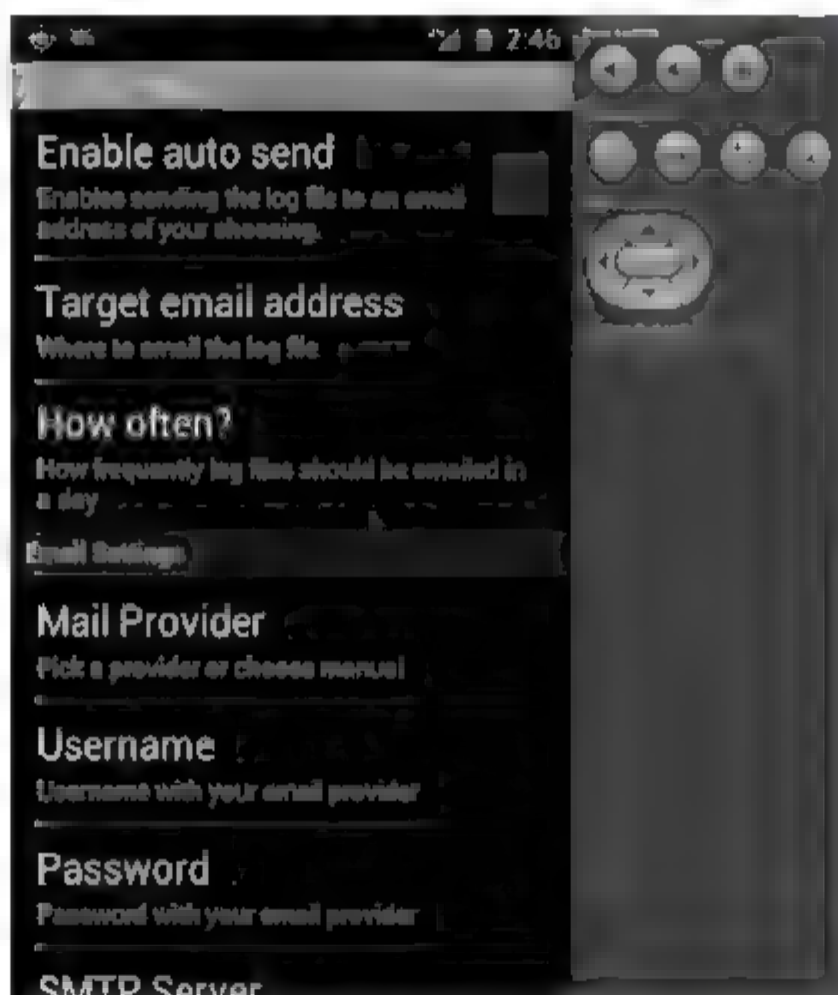 2:46
Enable auto send
Enables sending the log file to an email
address of your choosing.
Target email address
Where to email the log file
How often?
How frequently log files should be emailed in
a day
Email Settings
Mail Provider
Pick a provider or choose manual
Username
Username with your email provider
Password
Password with your email provider
SMTP Server